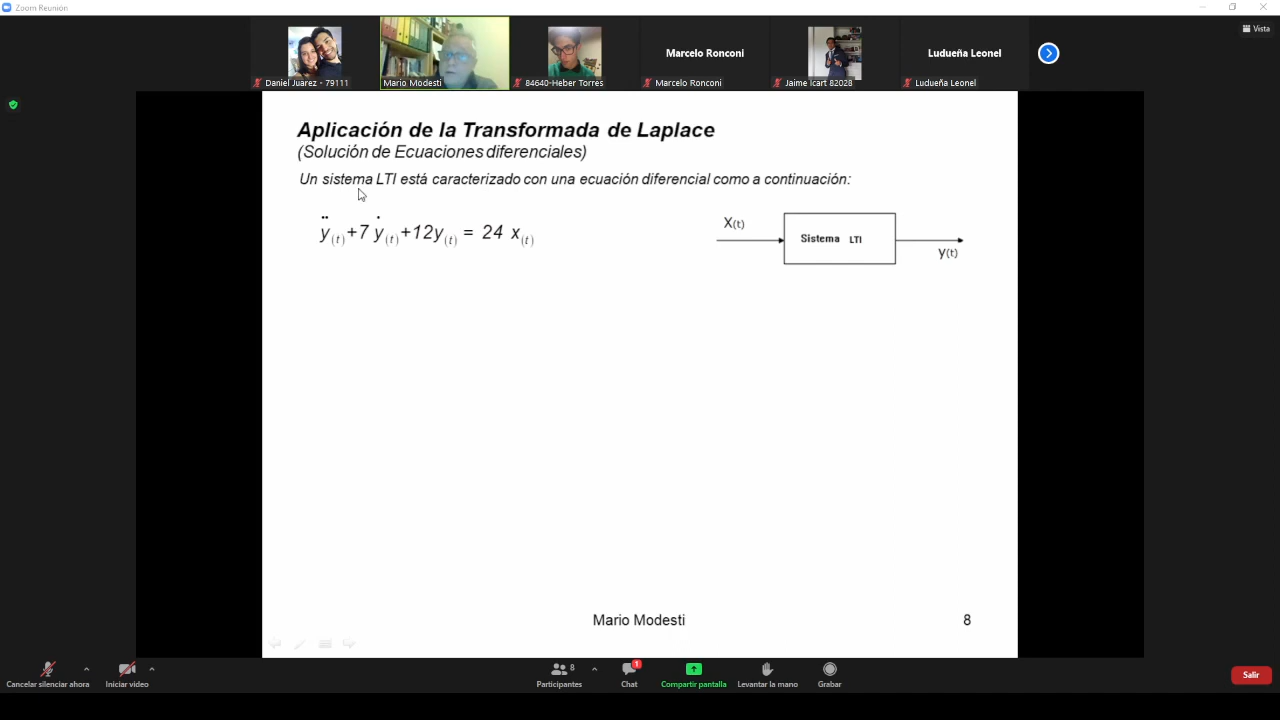 Zoom Reunión
Vista
Marcelo Ronconi
Ludueña Leonel
Daniel Juarez - 79111
Mario Modesti
84640-Heber Torres
Marcelo Ronconi
Jaime Icart 82028
Ludueña Leonel
Aplicación de la Transformada de Laplace
(Solución de Ecuaciones diferenciales)
Un sistema LTI está caracterizado con una ecuación diferencial como a continuación:
ÿ(t)+7 ẏ(t)+12y(t) = 24 x(t)
X(t)
Sistema LTI
y(t)
Mario Modesti
8
8
1
Cancelar silenciar ahora
Iniciar video
Participantes
Chat
Compartir pantalla
Levantar la mano
Grabar
Salir